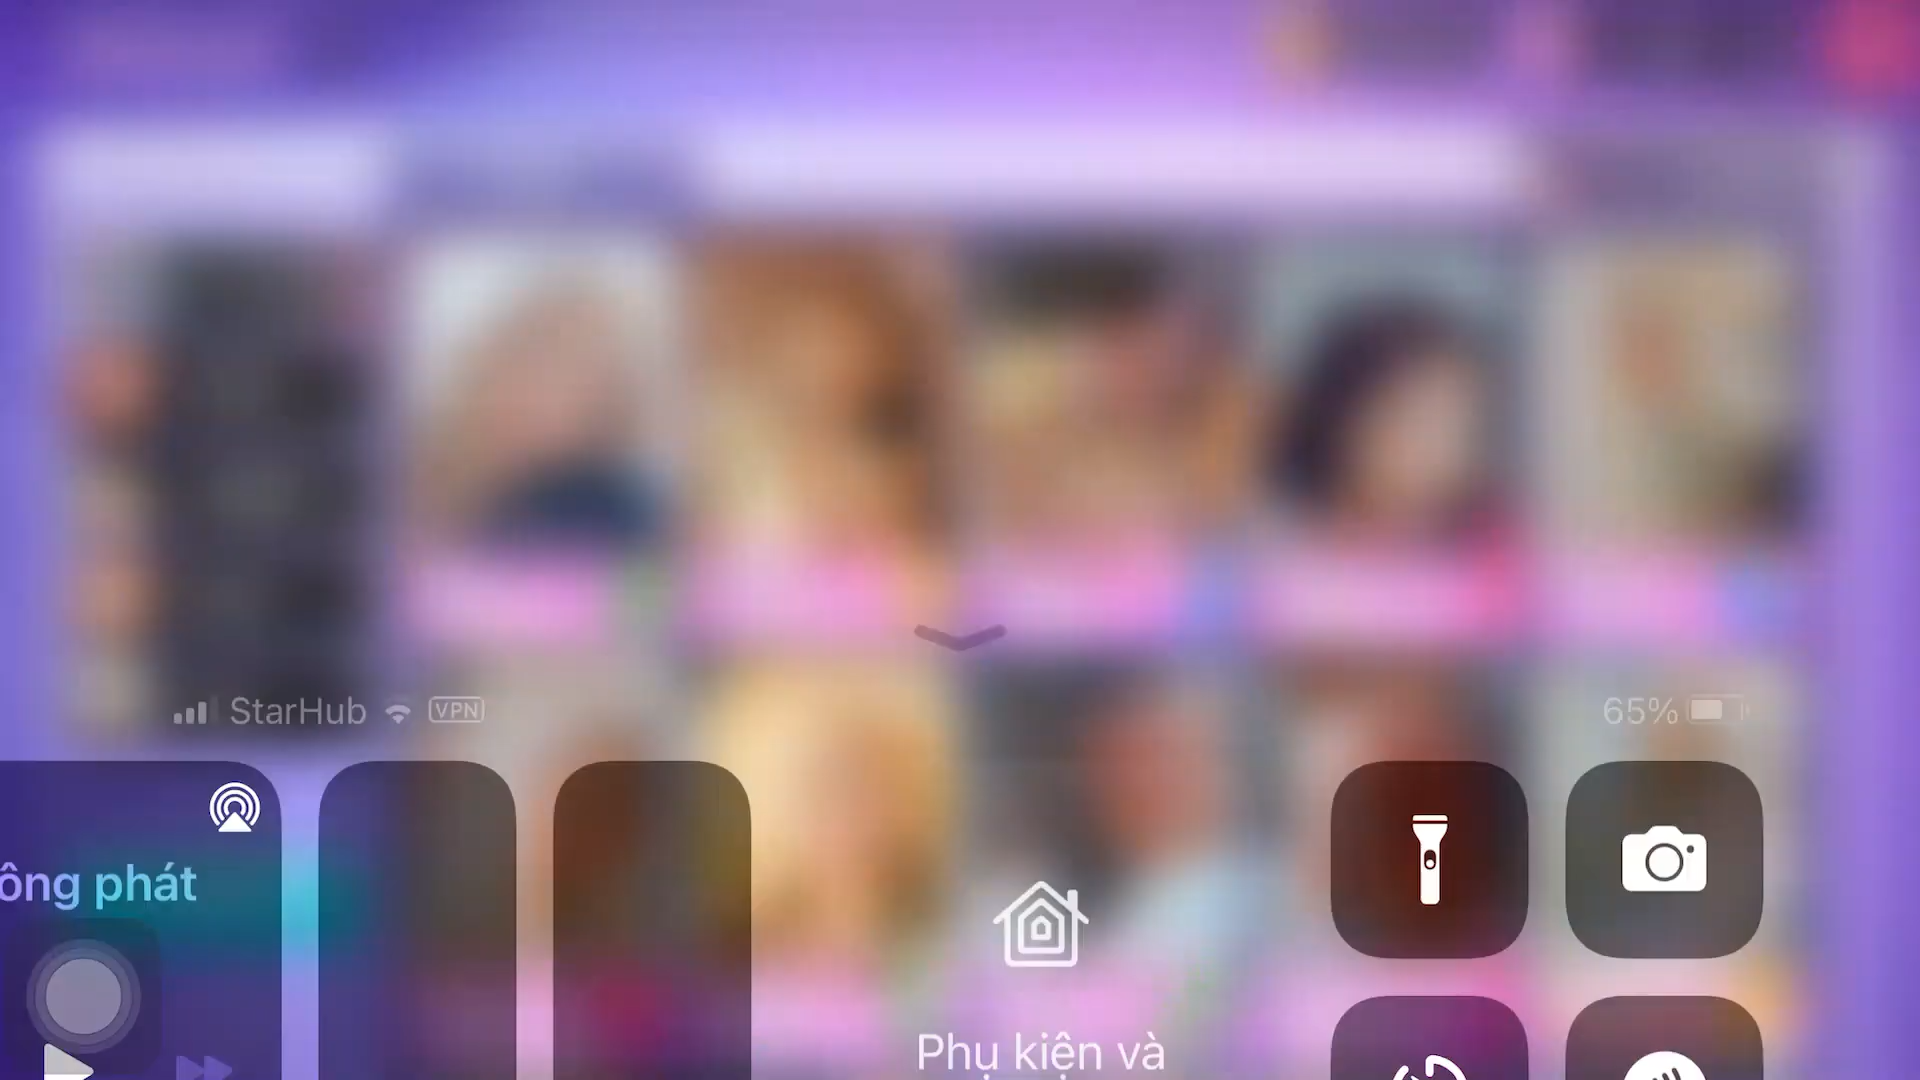 StarHub VPN
65%
ông phát
Phụ kiện và